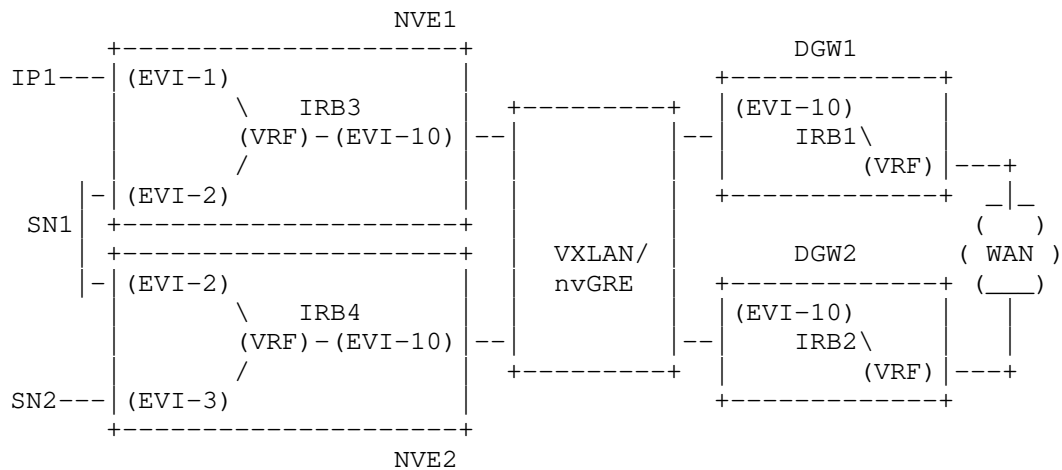 NVE1
DGW1
IP1---|(EVI-1)
IRB3
(EVI-10)
(VRF)-(EVI-10)
IRB1\
(VRF)
(EVI-2)
SN1
VXLAN/
DGW2
( WAN )
(EVI-2)
nvGRE
IRB4
(EVI-10)
(VRF)-(EVI-10)
IRB2\
(VRF)
SN2---|(EVI-3)
NVE2